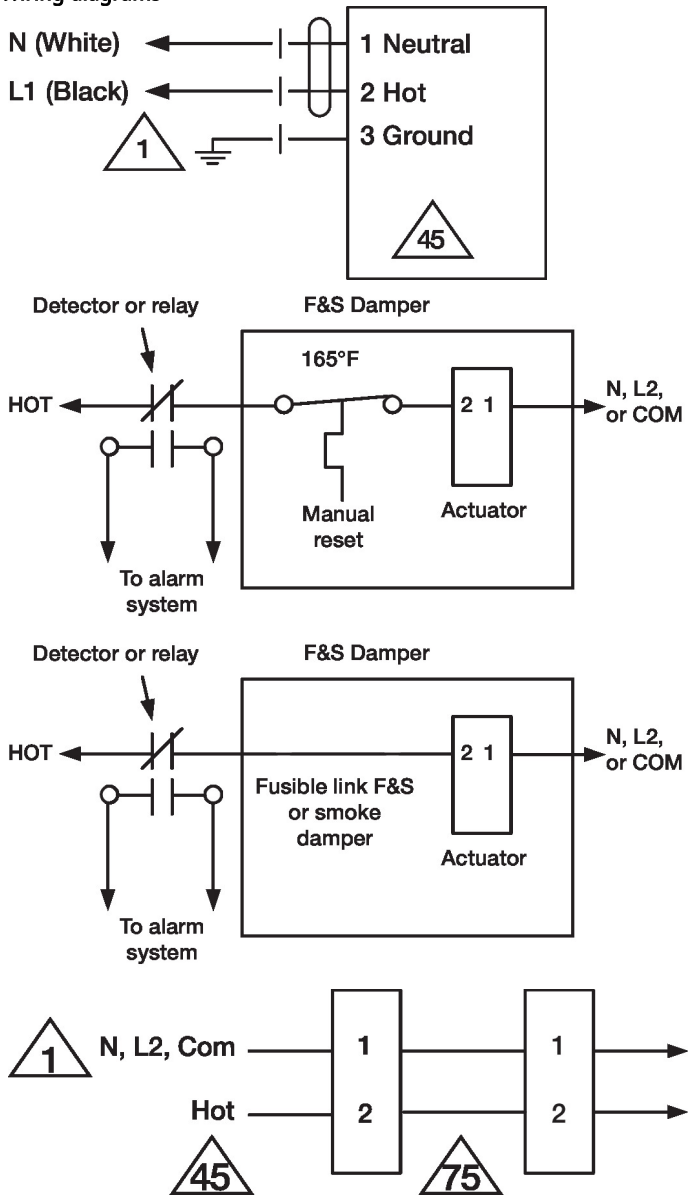 Wiring diagrams
N (White)
1 Neutral
L1 (Black)
2 Hot
1
3 Ground
45
Detector or relay
F&S Damper
165°F
HOT
2 1
N, L2,
or COM
Manual
reset
Actuator
To alarm
system
Detector or relay
F&S Damper
HOT
2 1
N, L2,
or COM
Fusible link F&S
or smoke
damper
Actuator
To alarm
system
1
N, L2, Com
1
1
Hot
2
2
45
75